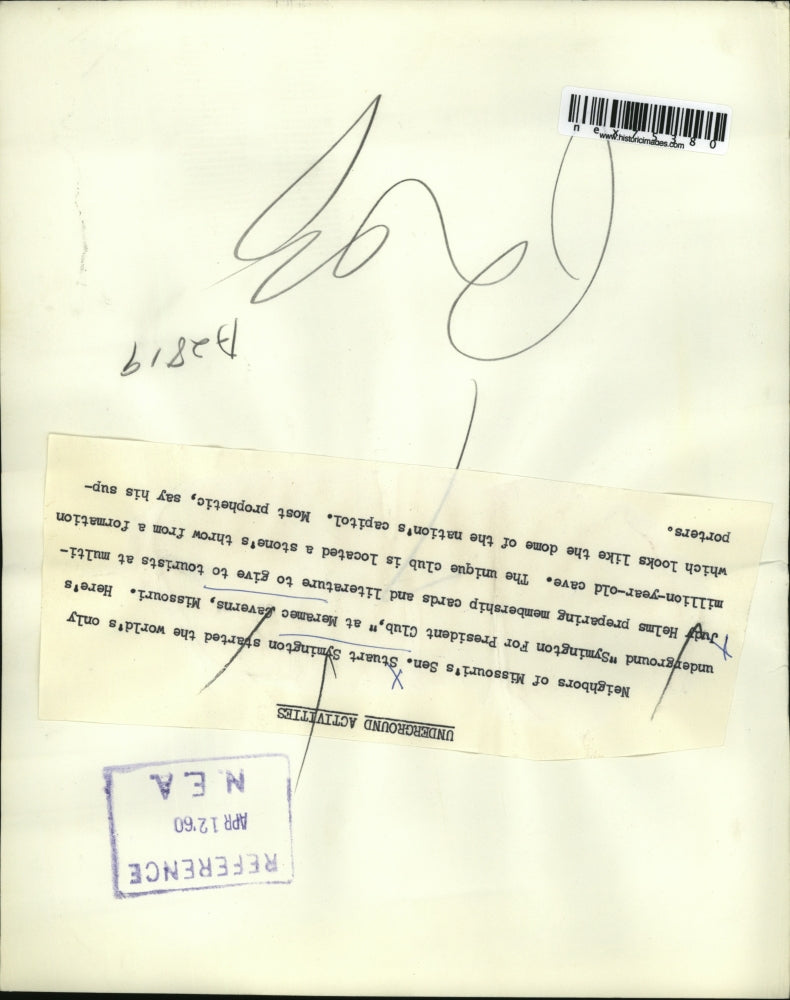 REFERENCE
APR 12 '60
N.E.A.
UNDERGROUND ACTIVITIES
Neighbors of Missouri's Sen. Stuart Symington started the world's only
underground "Symington For President Club," at Meramec Caverns, Missouri. Here's
Judy Helms preparing membership cards and literature to give to tourists at multi-
million-year-old cave. The unique club is located a stone's throw from a formation
which looks like the dome of the nation's capitol. Most prophetic, say his sup-
porters.
A2819
nex75380
www.historicimages.com